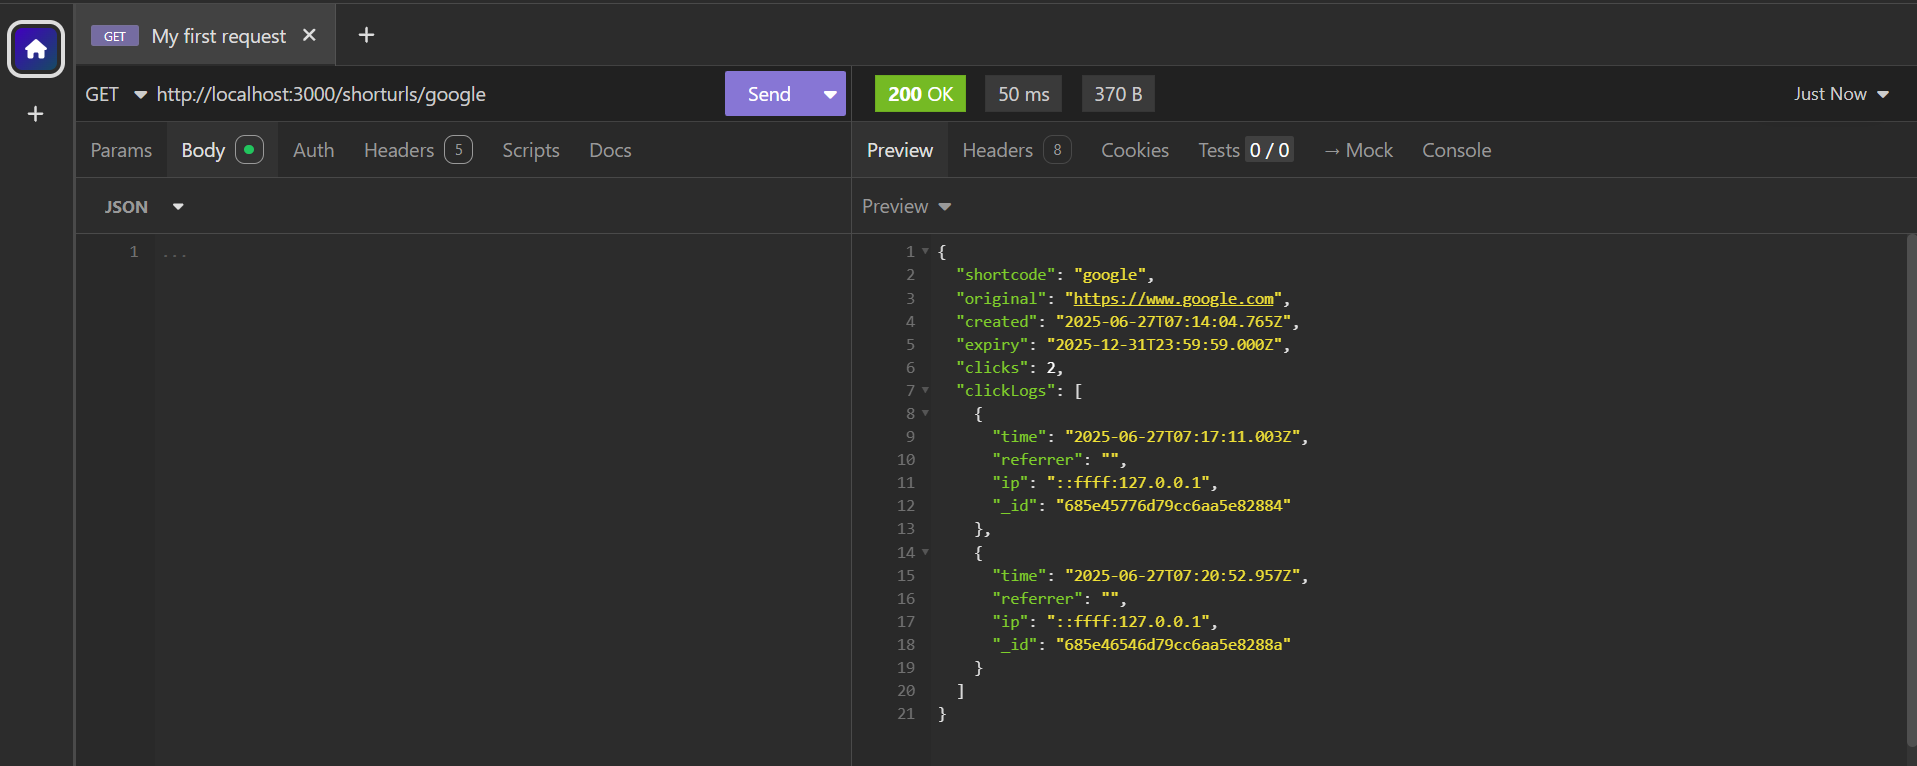 GET My first request
GET http://localhost:3000/shorturls/google Send
200 OK 50 ms 370 B Just Now
Params Body Auth Headers 5 Scripts Docs
Preview Headers 8 Cookies Tests 0 / 0 → Mock Console
JSON
Preview
1 ...
1 {
2 "shortcode": "google",
3 "original": "https://www.google.com",
4 "created": "2025-06-27T07:14:04.765Z",
5 "expiry": "2025-12-31T23:59:59.000Z",
6 "clicks": 2,
7 "clickLogs": [
8 {
9 "time": "2025-06-27T07:17:11.003Z",
10 "referrer": "",
11 "ip": "::ffff:127.0.0.1",
12 "_id": "685e45776d79cc6aa5e82884"
13 },
14 {
15 "time": "2025-06-27T07:20:52.957Z",
16 "referrer": "",
17 "ip": "::ffff:127.0.0.1",
18 "_id": "685e46546d79cc6aa5e8288a"
19 }
20 ]
21 }